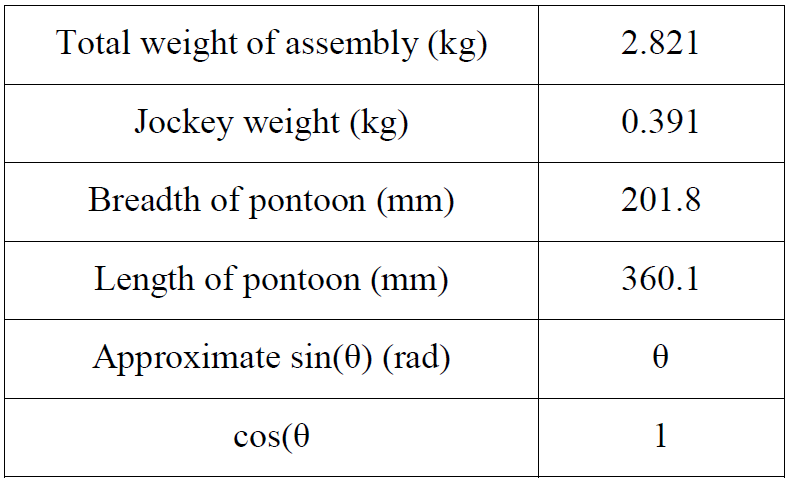 Total weight of assembly (kg) 2.821
Jockey weight (kg) 0.391
Breadth of pontoon (mm) 201.8
Length of pontoon (mm) 360.1
Approximate sin(θ) (rad) θ
cos(θ 1